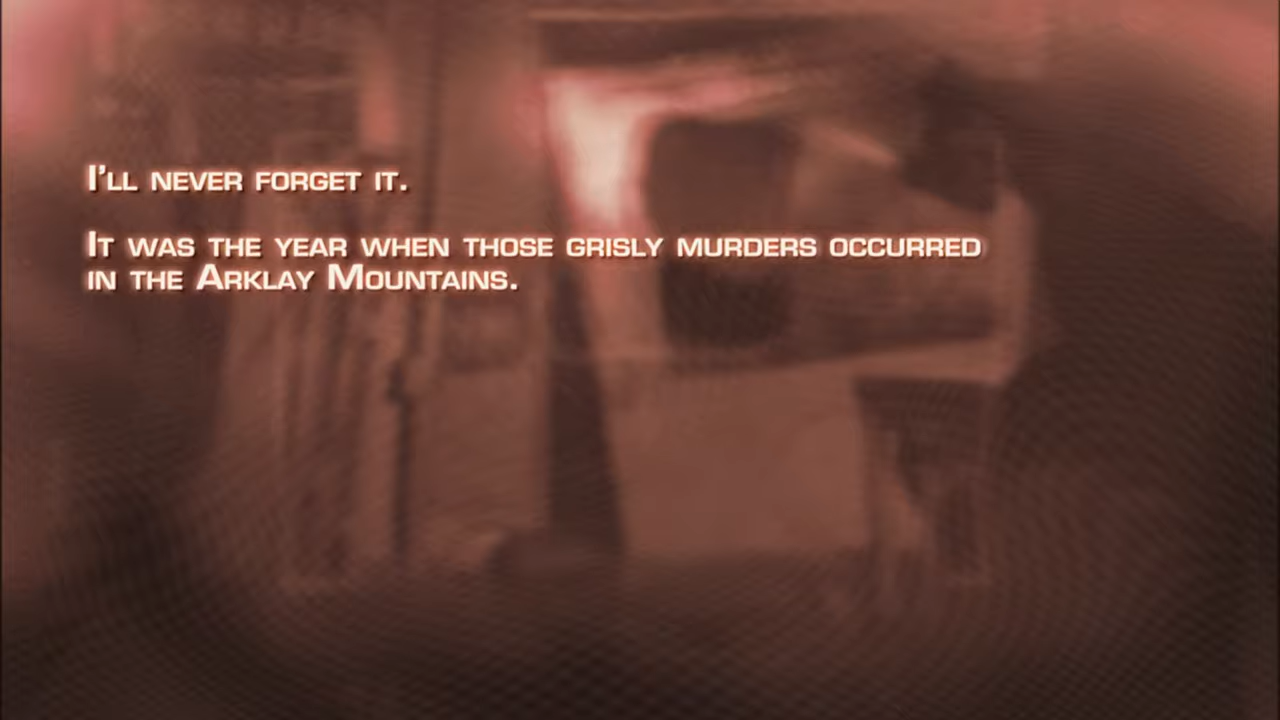 I'll never forget it.
It was the year when those grisly murders occurred
in the Arklay Mountains.